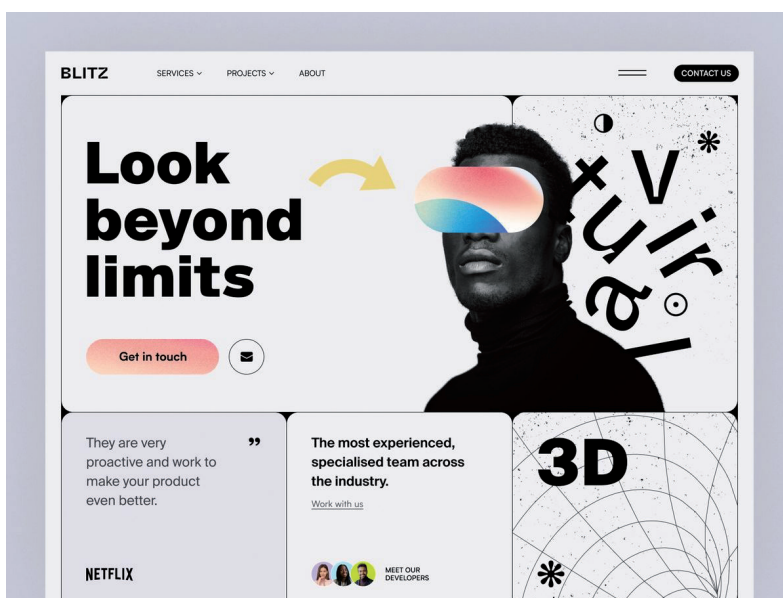 BLITZ
SERVICES
PROJECTS
ABOUT
CONTACT US
Look
beyond
limits
Virtual
Get in touch
They are very
proactive and work to
make your product
even better.
”
NETFLIX
The most experienced,
specialised team across
the industry.
Work with us
MEET OUR
DEVELOPERS
3D